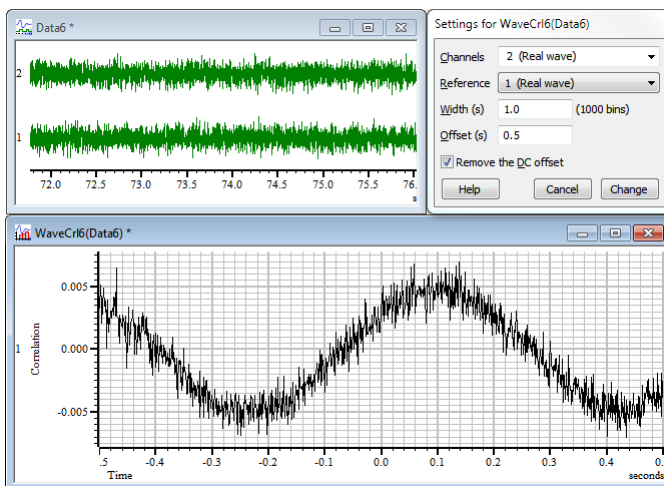 Data6 *
2
1
72.0 72.5 73.0 73.5 74.0 74.5 75.0 75.5 76.
s
Settings for WaveCrl6(Data6)
Channels 2 (Real wave)
Reference 1 (Real wave)
Width (s) 1.0 (1000 bins)
Offset (s) 0.5
Remove the DC offset
Help Cancel Change
WaveCrl6(Data6) *
0.005
0.000
-0.005
1
Correlation
.5 -0.4 -0.3 -0.2 -0.1 0.0 0.1 0.2 0.3 0.4 0.
Time seconds